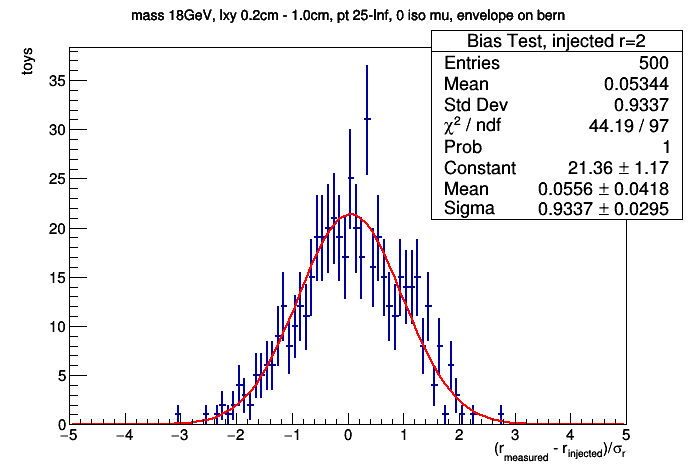 mass 18GeV, lxy 0.2cm - 1.0cm, pt 25-Inf, 0 iso mu, envelope on bern
Bias Test, injected r=2
Entries 500
Mean 0.05344
Std Dev 0.9337
χ² / ndf 44.19 / 97
Prob 1
Constant 21.36 ± 1.17
Mean 0.0556 ± 0.0418
Sigma 0.9337 ± 0.0295
toys
35
30
25
20
15
10
5
0
−5 −4 −3 −2 −1 0 1 2 3 4 5
(r_measured - r_injected)/σ_r